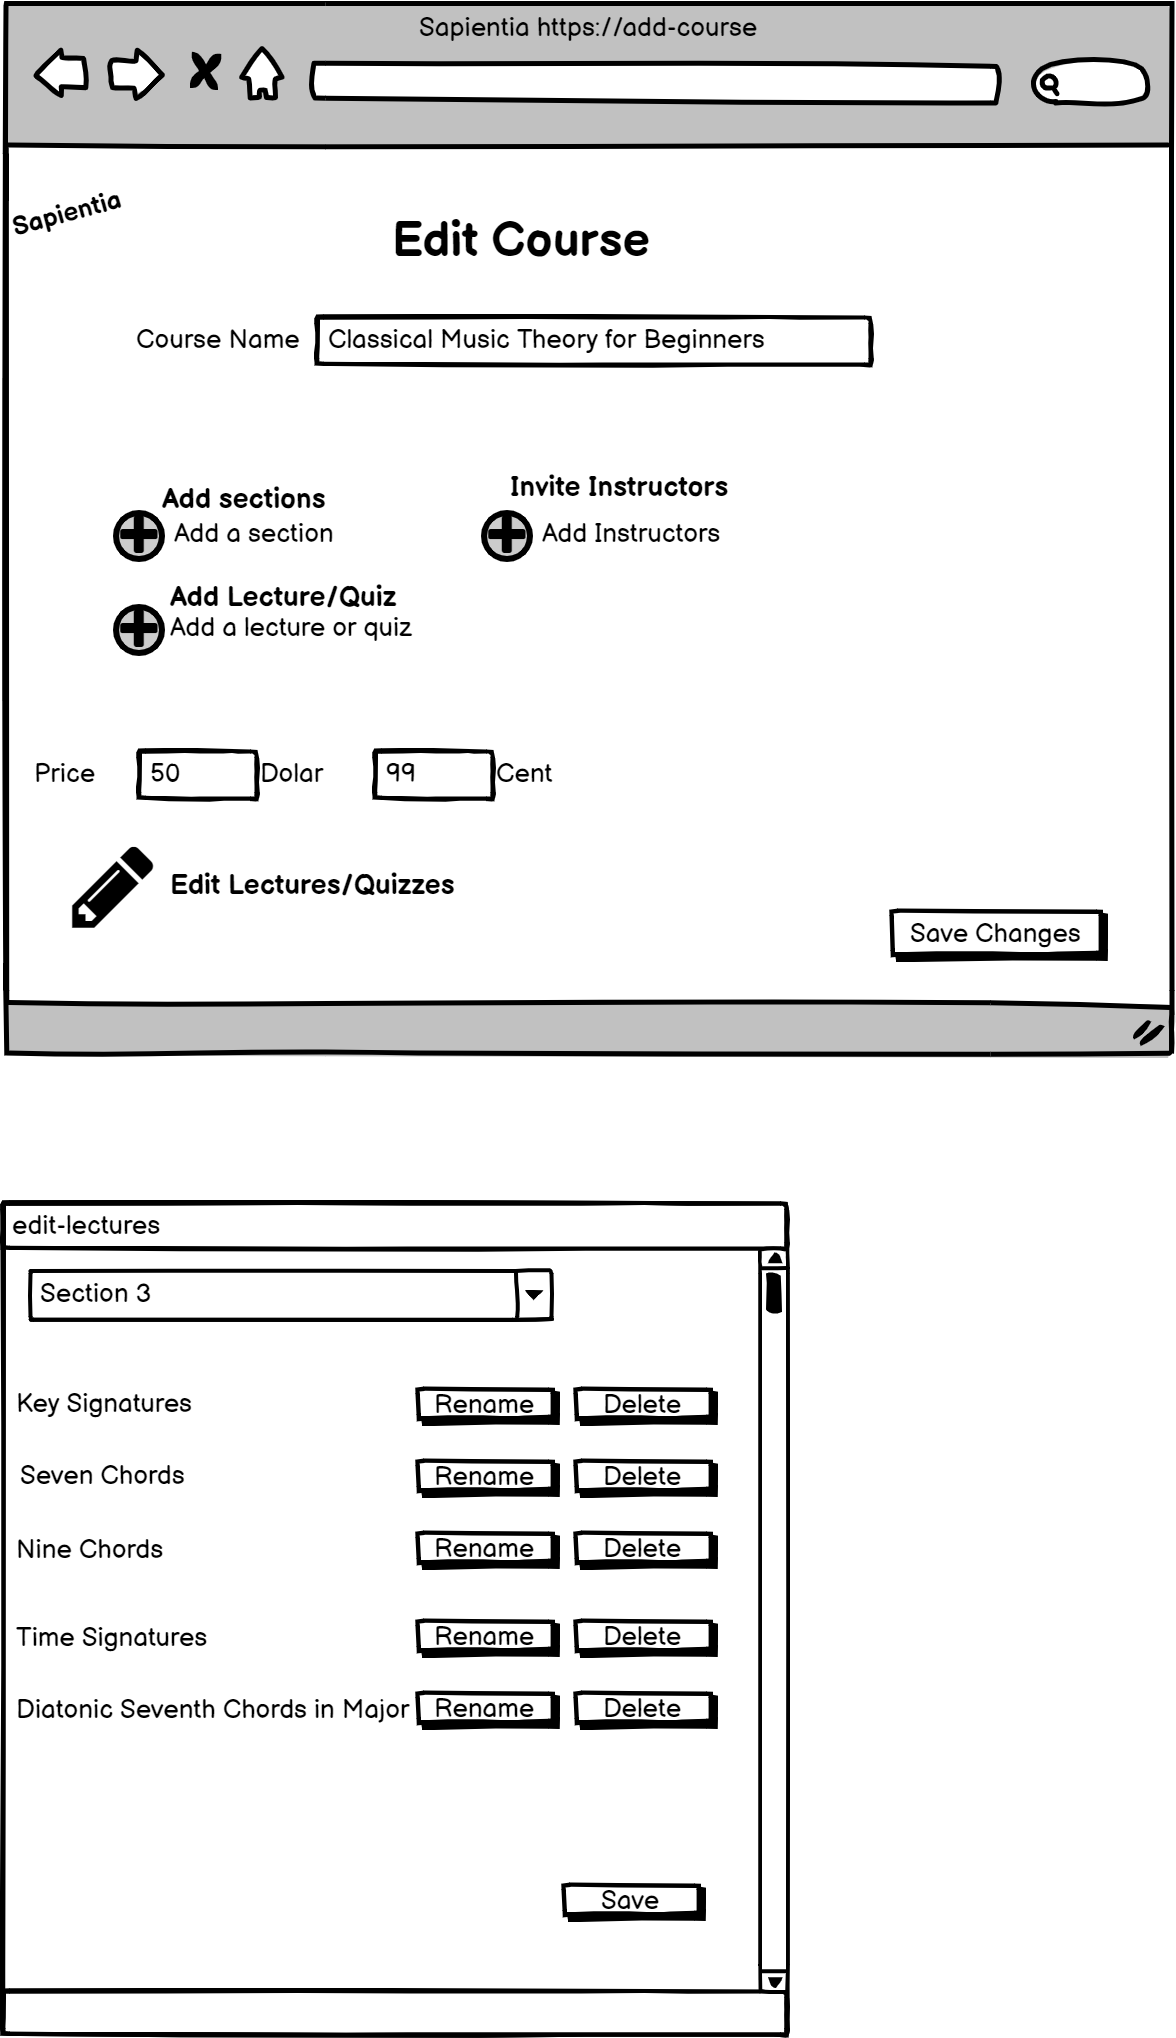 Sapientia https://add-course
Sapientia
Edit Course
Course Name Classical Music Theory for Beginners
Invite Instructors
Add sections
Add a section Add Instructors
Add Lecture/Quiz
Add a lecture or quiz
Price 50 Dolar 99 Cent
Edit Lectures/Quizzes
Save Changes
edit-lectures
Section 3
Key Signatures Rename Delete
Seven Chords Rename Delete
Nine Chords Rename Delete
Time Signatures Rename Delete
Diatonic Seventh Chords in Major Rename Delete
Save